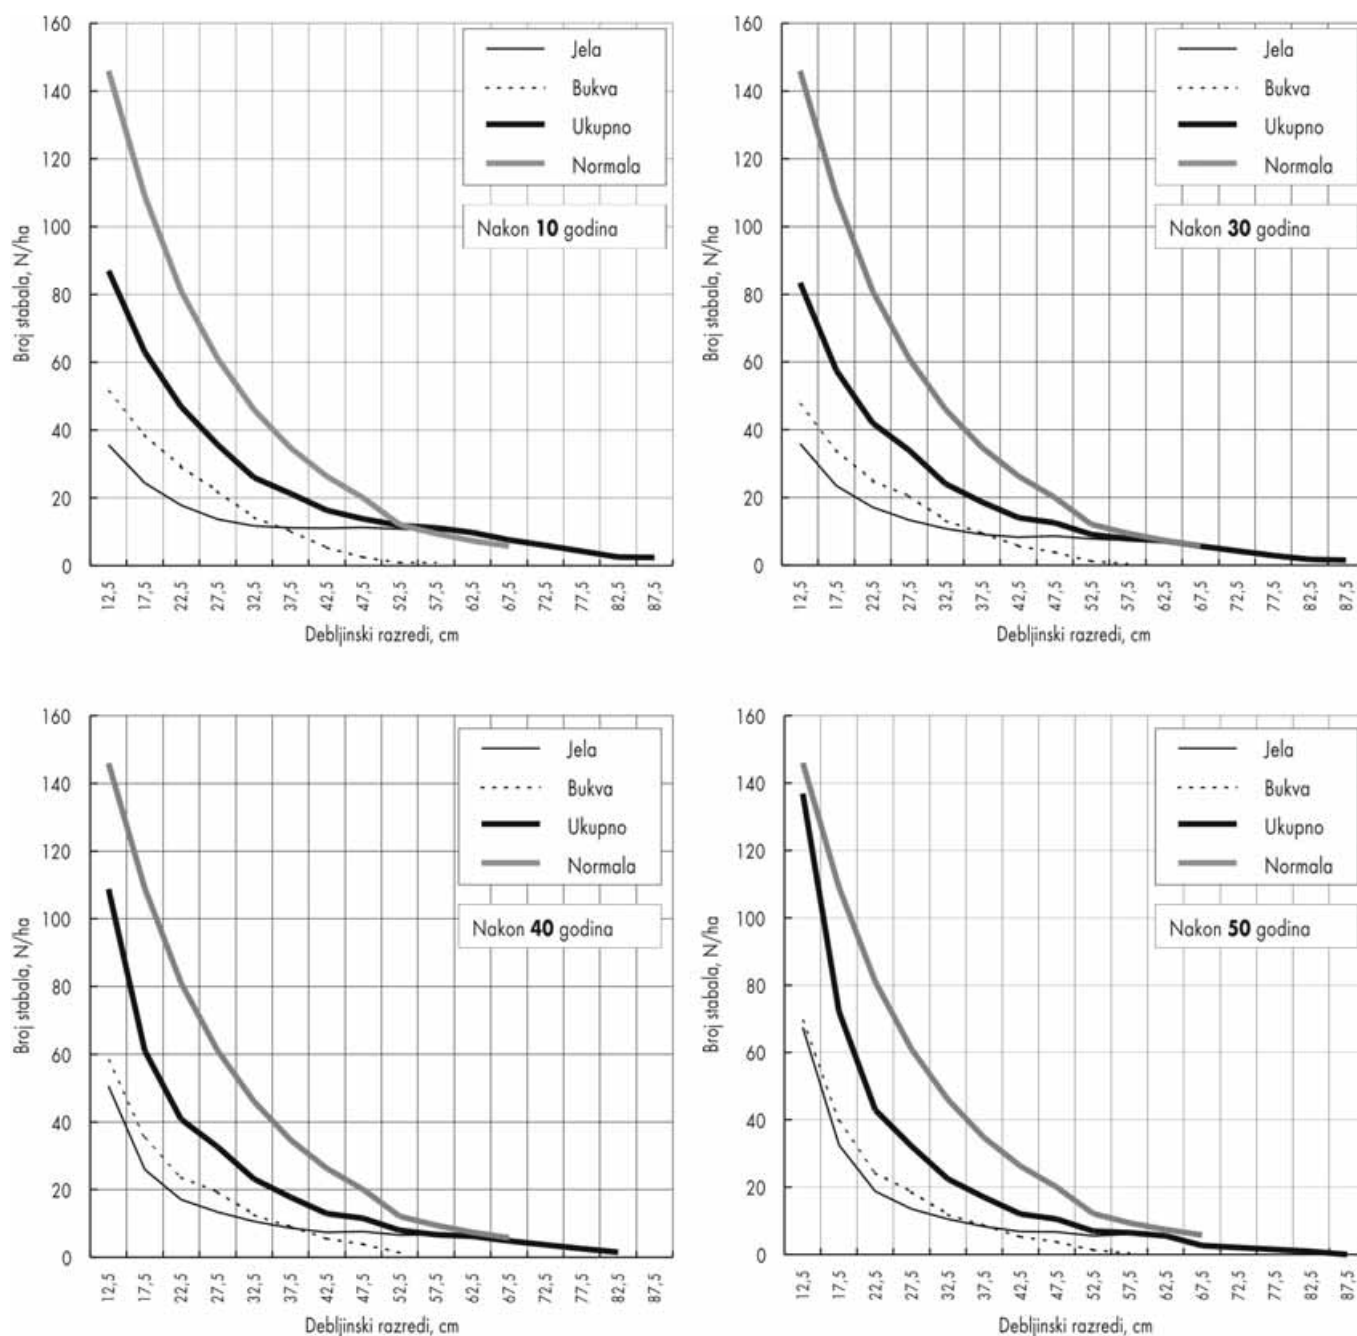 160
140
120
100
80
60
40
20
0
Broj stabala, N/ha
Jela
Bukva
Ukupno
Normala
Nakon 10 godina
12,5 17,5 22,5 27,5 32,5 37,5 42,5 47,5 52,5 57,5 62,5 67,5 72,5 77,5 82,5 87,5
Debljinski razredi, cm
160
140
120
100
80
60
40
20
0
Broj stabala, N/ha
Jela
Bukva
Ukupno
Normala
Nakon 30 godina
12,5 17,5 22,5 27,5 32,5 37,5 42,5 47,5 52,5 57,5 62,5 67,5 72,5 77,5 82,5 87,5
Debljinski razredi, cm
160
140
120
100
80
60
40
20
0
Broj stabala, N/ha
Jela
Bukva
Ukupno
Normala
Nakon 40 godina
12,5 17,5 22,5 27,5 32,5 37,5 42,5 47,5 52,5 57,5 62,5 67,5 72,5 77,5 82,5 87,5
Debljinski razredi, cm
160
140
120
100
80
60
40
20
0
Broj stabala, N/ha
Jela
Bukva
Ukupno
Normala
Nakon 50 godina
12,5 17,5 22,5 27,5 32,5 37,5 42,5 47,5 52,5 57,5 62,5 67,5 72,5 77,5 82,5 87,5
Debljinski razredi, cm